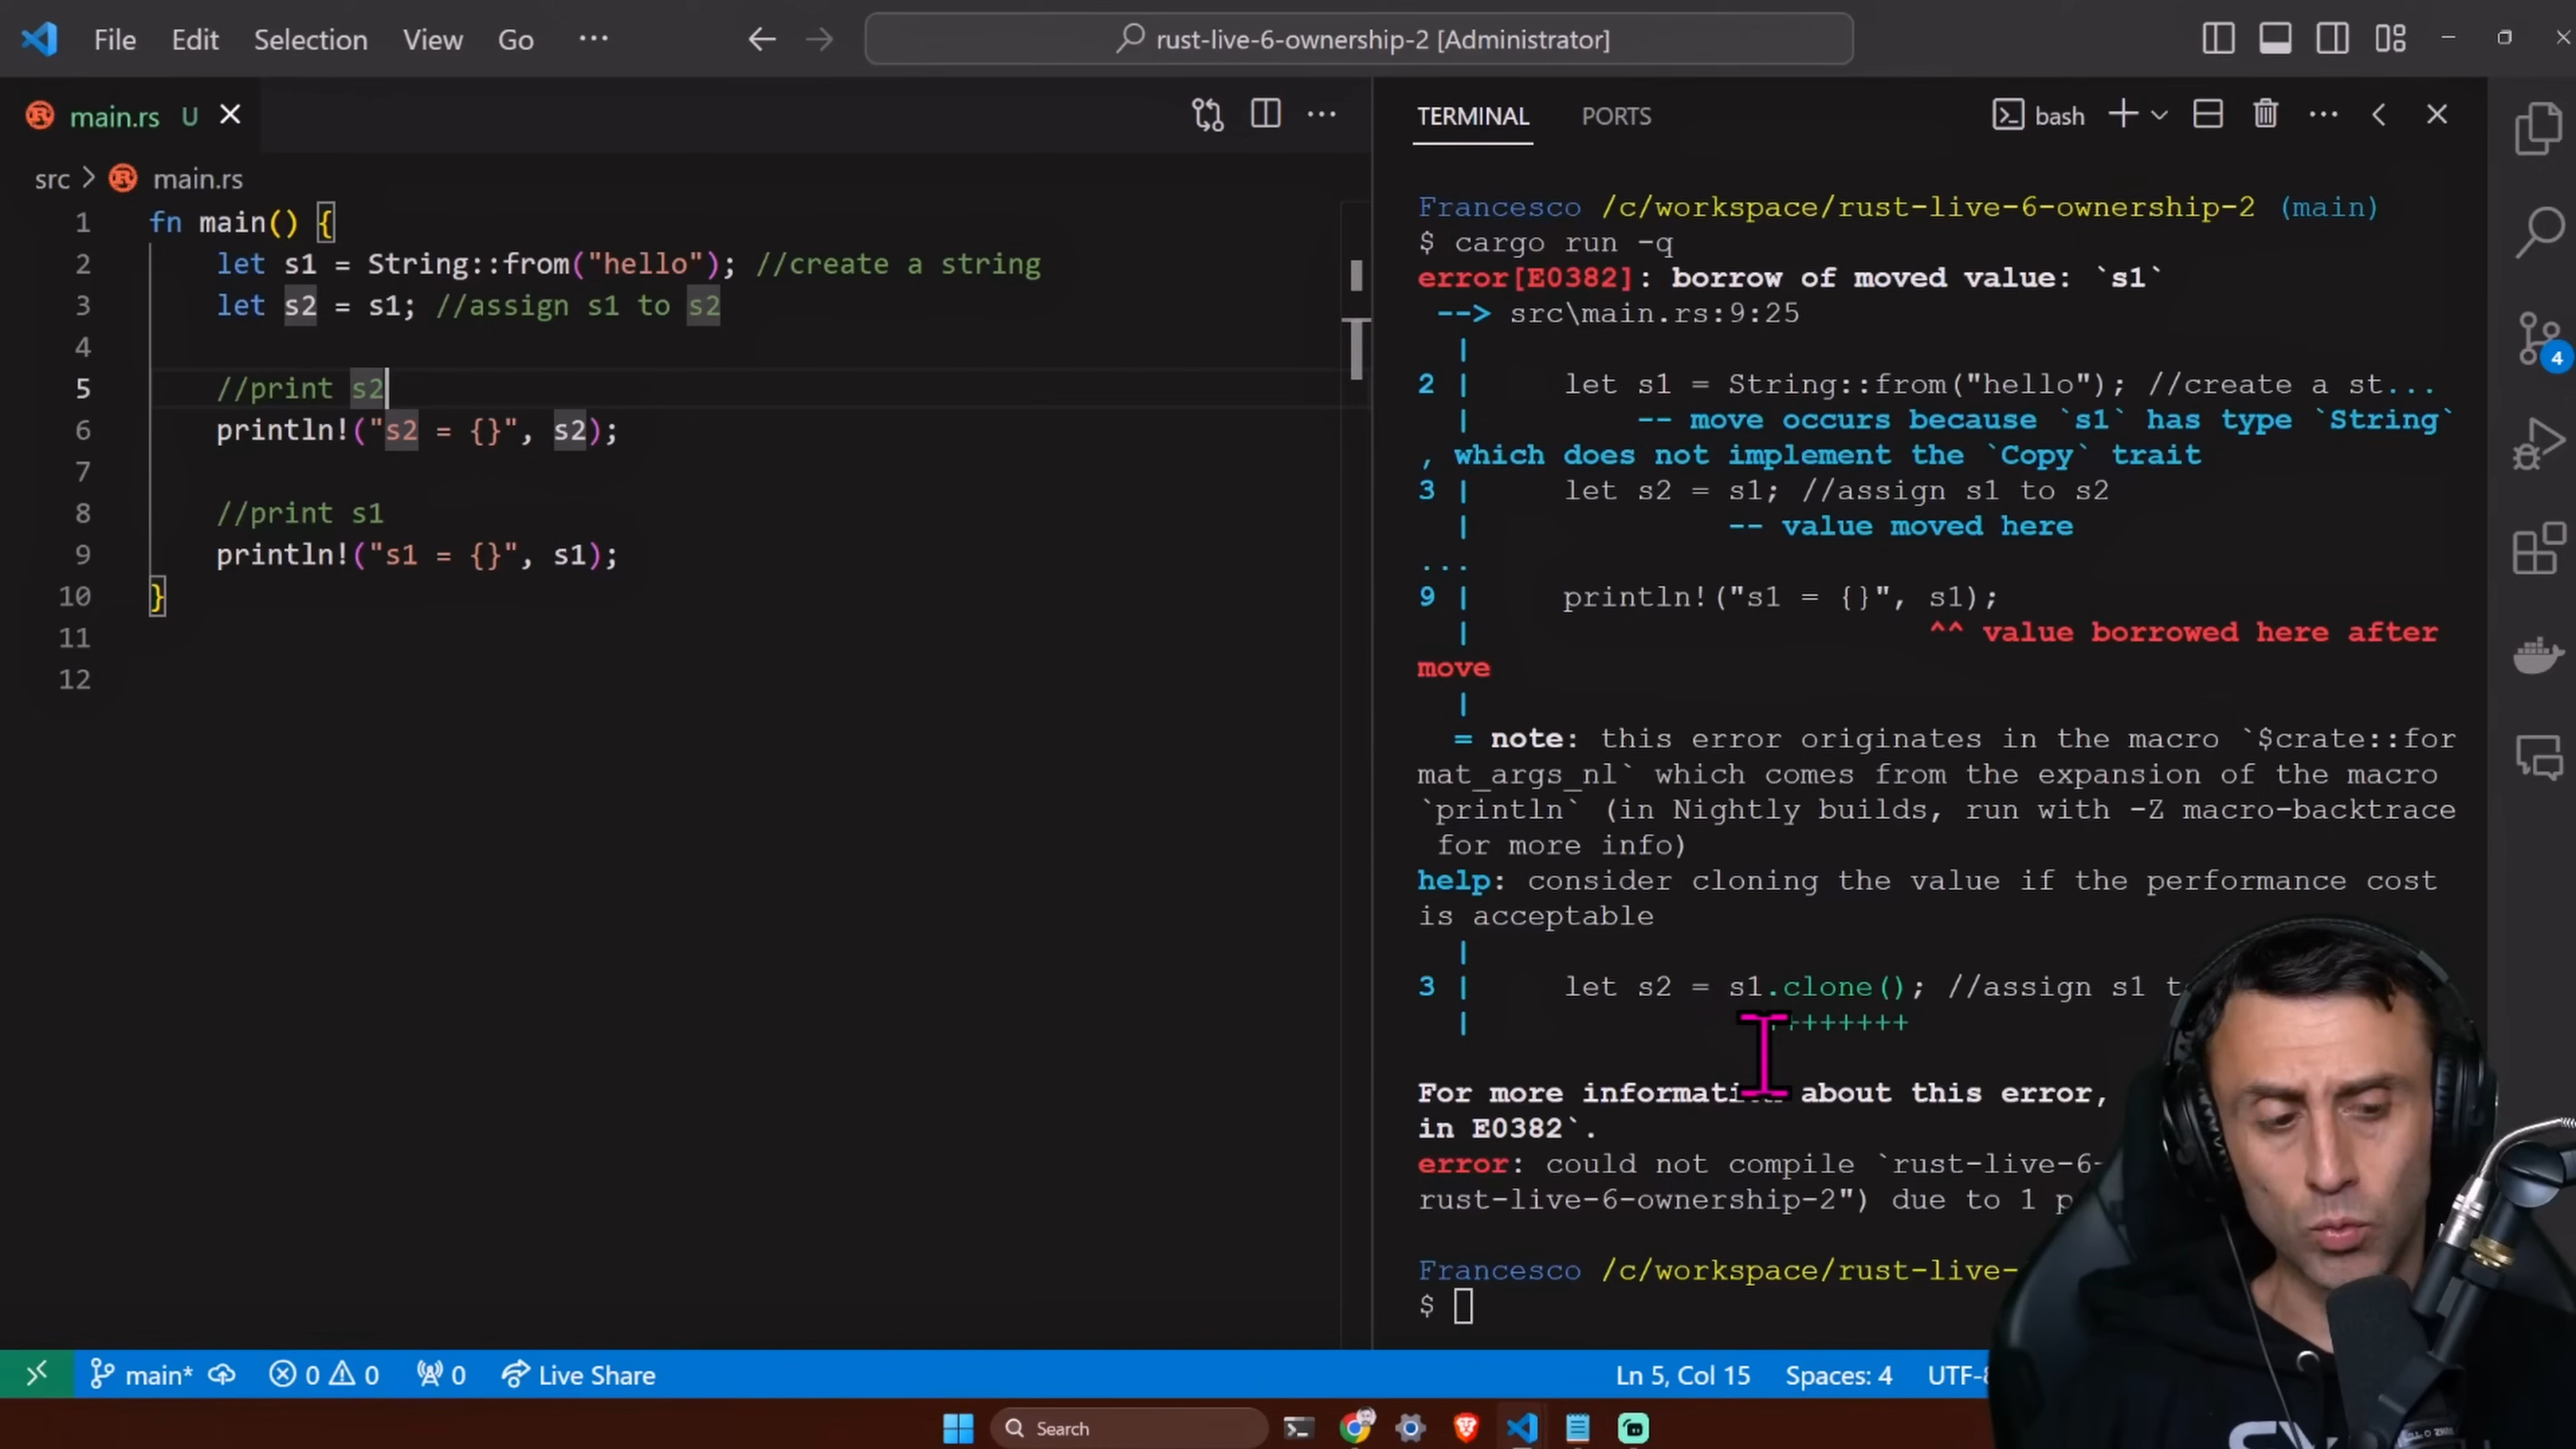 File Edit Selection View Go ...
rust-live-6-ownership-2 [Administrator]
main.rs U
src > main.rs
1 fn main() {
2 let s1 = String::from("hello"); //create a string
3 let s2 = s1; //assign s1 to s2
4
5 //print s2
6 println!("s2 = {}", s2);
7
8 //print s1
9 println!("s1 = {}", s1);
10 }
11
12
TERMINAL PORTS bash
Francesco /c/workspace/rust-live-6-ownership-2 (main)
$ cargo run -q
error[E0382]: borrow of moved value: `s1`
--> src\main.rs:9:25
|
2 | let s1 = String::from("hello"); //create a st...
| -- move occurs because `s1` has type `String`
, which does not implement the `Copy` trait
3 | let s2 = s1; //assign s1 to s2
| -- value moved here
...
9 | println!("s1 = {}", s1);
| ^^ value borrowed here after
move
|
= note: this error originates in the macro `$crate::for
mat_args_nl` which comes from the expansion of the macro
`println` (in Nightly builds, run with -Z macro-backtrace
for more info)
help: consider cloning the value if the performance cost
is acceptable
|
3 | let s2 = s1.clone(); //assign s1 t
| +++++++
For more information about this error,
in E0382`.
error: could not compile `rust-live-6-
rust-live-6-ownership-2") due to 1 p
Francesco /c/workspace/rust-live-
$
main* 0 0 0 Live Share
Ln 5, Col 15 Spaces: 4 UTF-8
Search
4